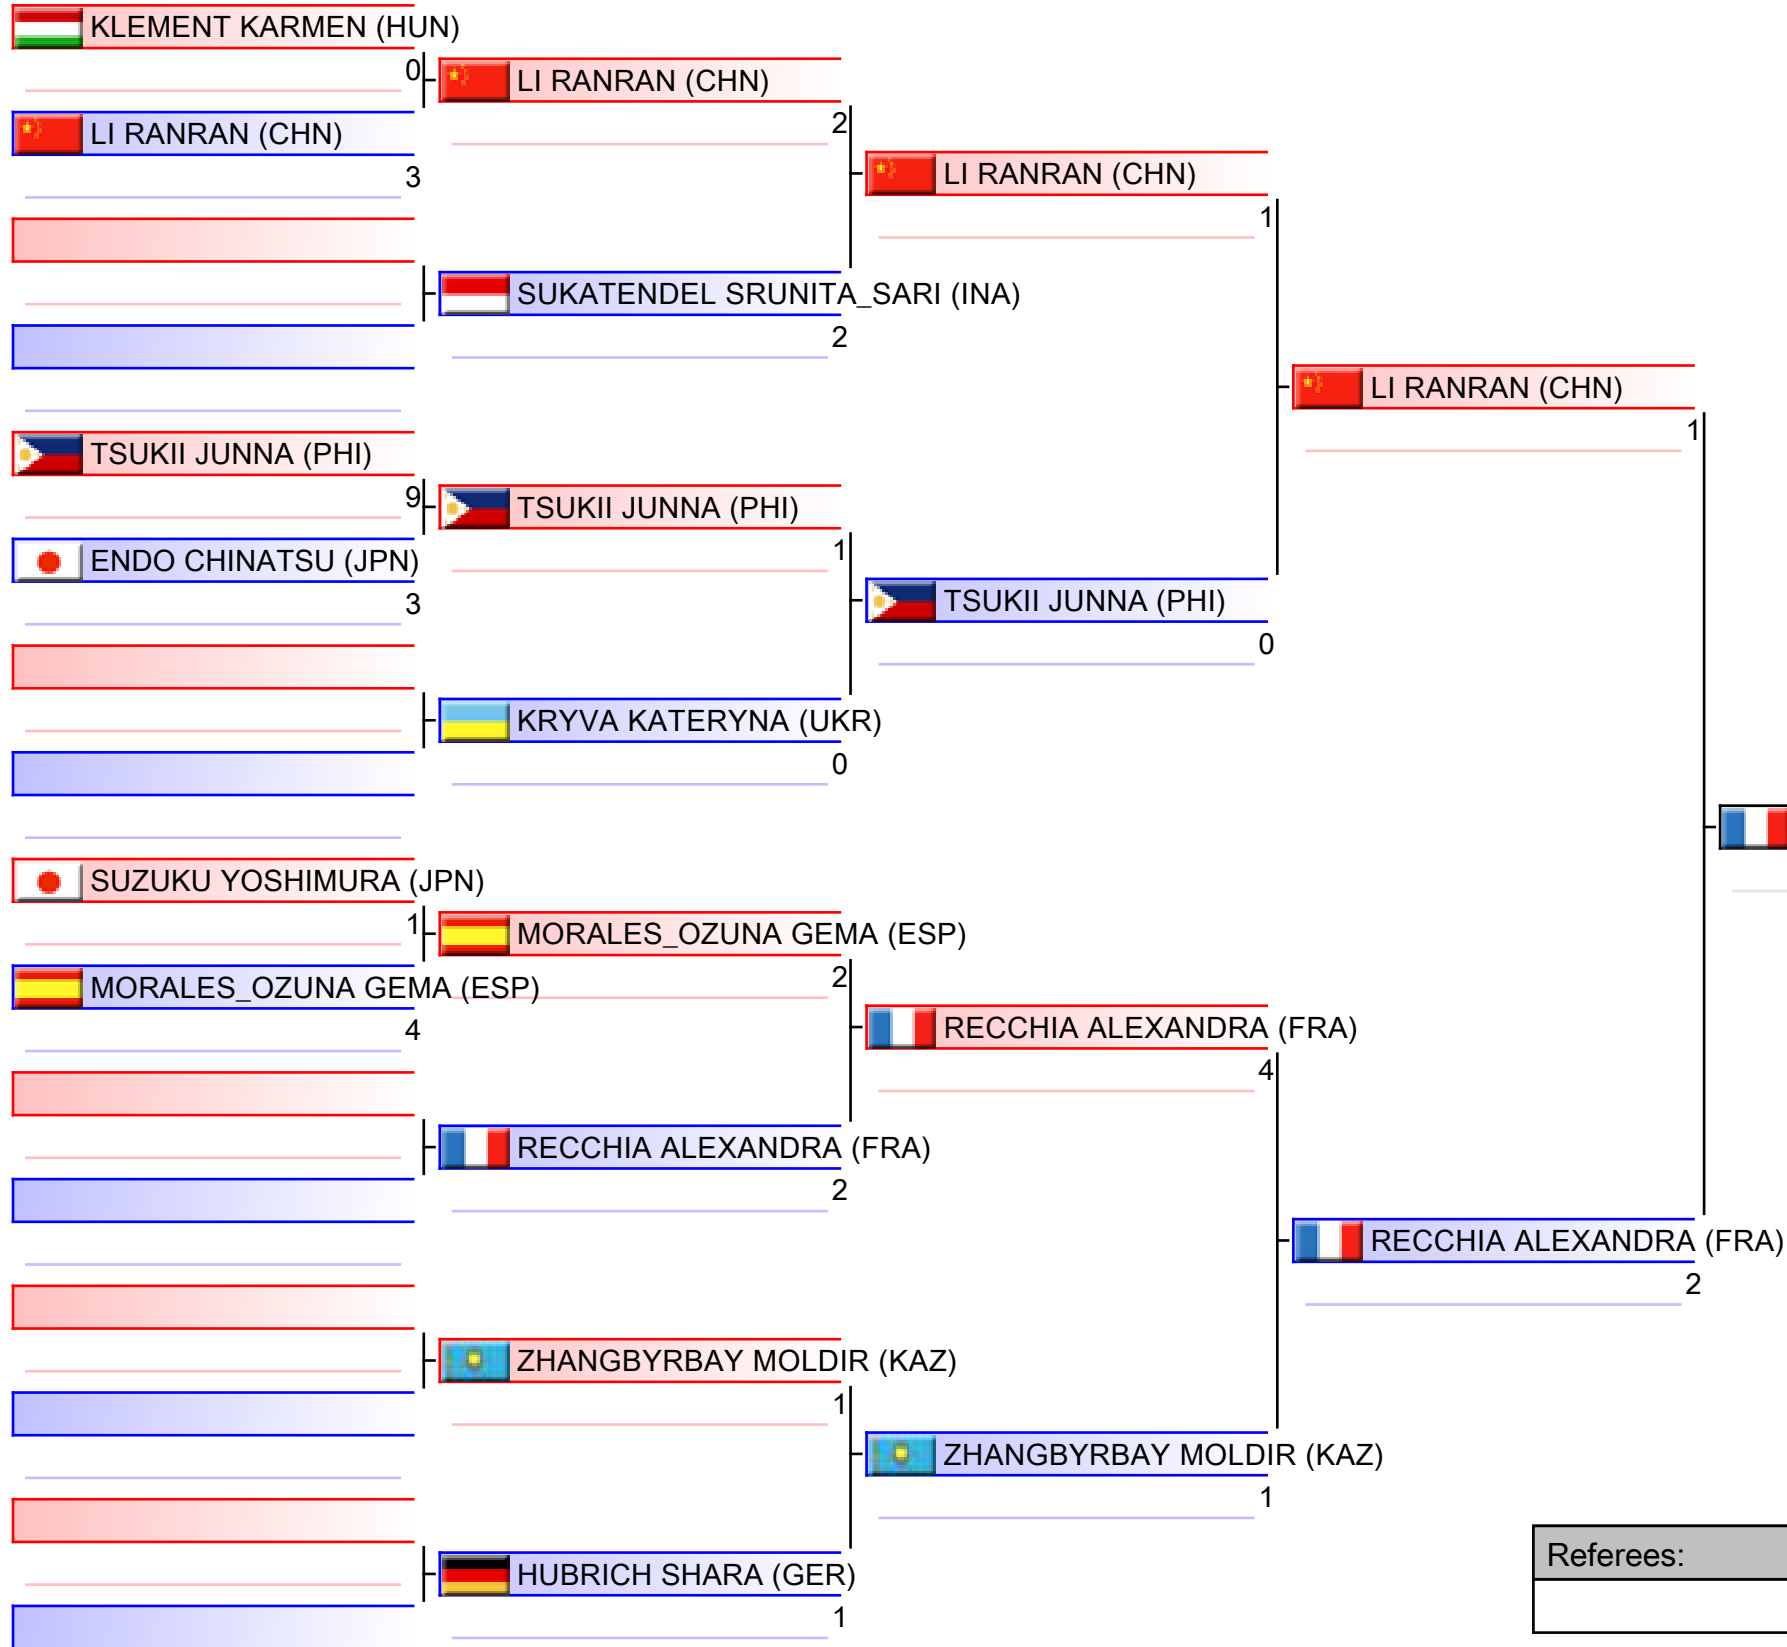 KLEMENT KARMEN (HUN)
0
LI RANRAN (CHN)
LI RANRAN (CHN)
2
3
LI RANRAN (CHN)
1
SUKATENDEL SRUNITA_SARI (INA)
2
LI RANRAN (CHN)
1
TSUKII JUNNA (PHI)
9
TSUKII JUNNA (PHI)
ENDO CHINATSU (JPN)
1
3
TSUKII JUNNA (PHI)
0
KRYVA KATERYNA (UKR)
0
SUZUKU YOSHIMURA (JPN)
1
MORALES_OZUNA GEMA (ESP)
MORALES_OZUNA GEMA (ESP)
2
4
RECCHIA ALEXANDRA (FRA)
4
RECCHIA ALEXANDRA (FRA)
2
RECCHIA ALEXANDRA (FRA)
2
ZHANGBYRBAY MOLDIR (KAZ)
1
ZHANGBYRBAY MOLDIR (KAZ)
1
HUBRICH SHARA (GER)
1
Referees: